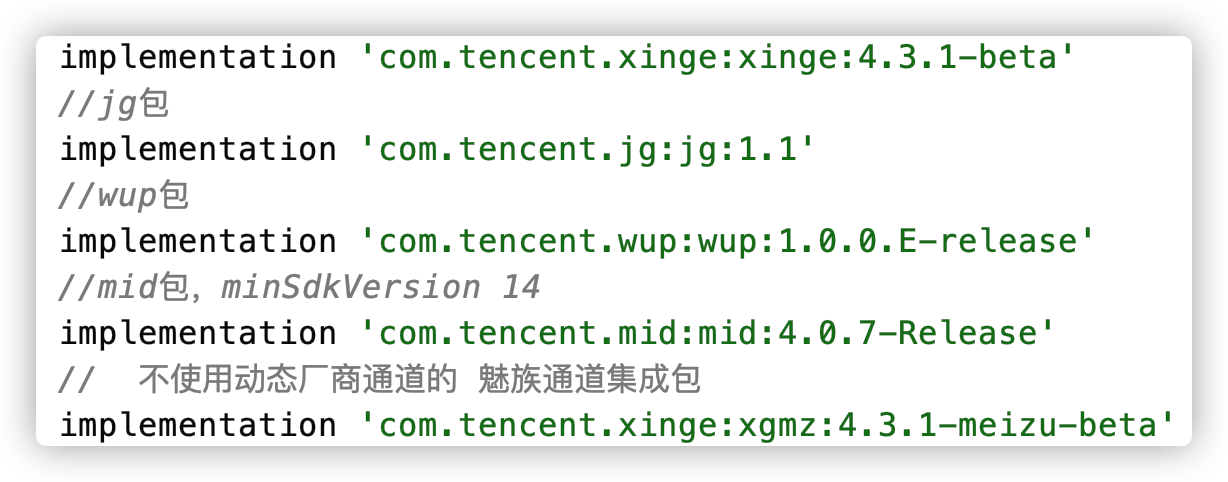 implementation 'com.tencent.xinge:xinge:4.3.1-beta'
//jg包
implementation 'com.tencent.jg:jg:1.1'
//wup包
implementation 'com.tencent.wup:wup:1.0.0.E-release'
//mid包，minSdkVersion 14
implementation 'com.tencent.mid:mid:4.0.7-Release'
//  不使用动态厂商通道的 魅族通道集成包
implementation 'com.tencent.xinge:xgmz:4.3.1-meizu-beta'